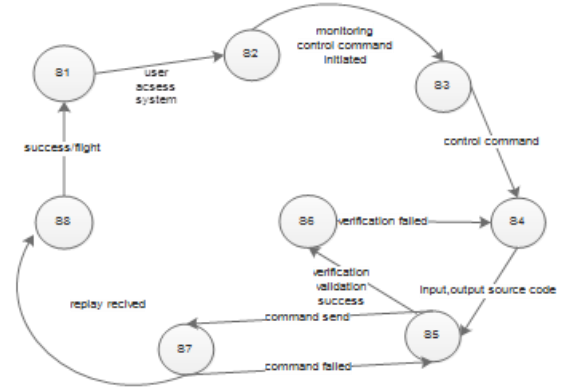 S1
S2
S3
S4
S5
S6
S7
S8
user
acsess
system
monitoring
control command
initiated
control command
input,output source code
verification failed
verification
validation
success
command send
command failed
replay recived
success/flight